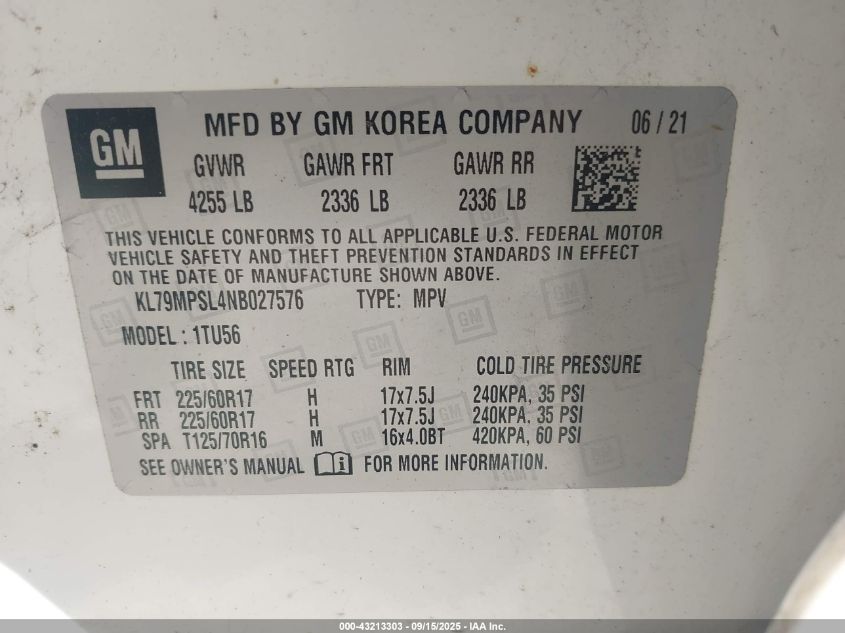 GM
MFD BY GM KOREA COMPANY 06 / 21
GVWR GAWR FRT GAWR RR
4255 LB 2336 LB 2336 LB
THIS VEHICLE CONFORMS TO ALL APPLICABLE U.S. FEDERAL MOTOR
VEHICLE SAFETY AND THEFT PREVENTION STANDARDS IN EFFECT
ON THE DATE OF MANUFACTURE SHOWN ABOVE.
KL79MPSL4NB027576 TYPE: MPV
MODEL : 1TU56
TIRE SIZE SPEED RTG RIM COLD TIRE PRESSURE
FRT 225/60R17 H 17x7.5J 240KPA, 35 PSI
RR 225/60R17 H 17x7.5J 240KPA, 35 PSI
SPA T125/70R16 M 16x4.0BT 420KPA, 60 PSI
SEE OWNER'S MANUAL i FOR MORE INFORMATION.
000-43213303 - 09/15/2025 - IAA Inc.